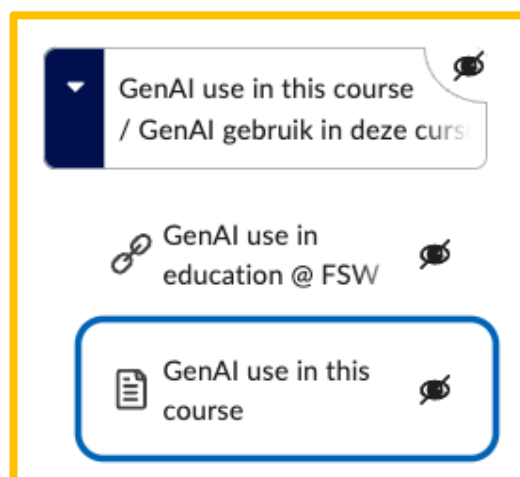 GenAI use in this course
/ GenAI gebruik in deze curs
GenAI use in
education @ FSW
GenAI use in this
course